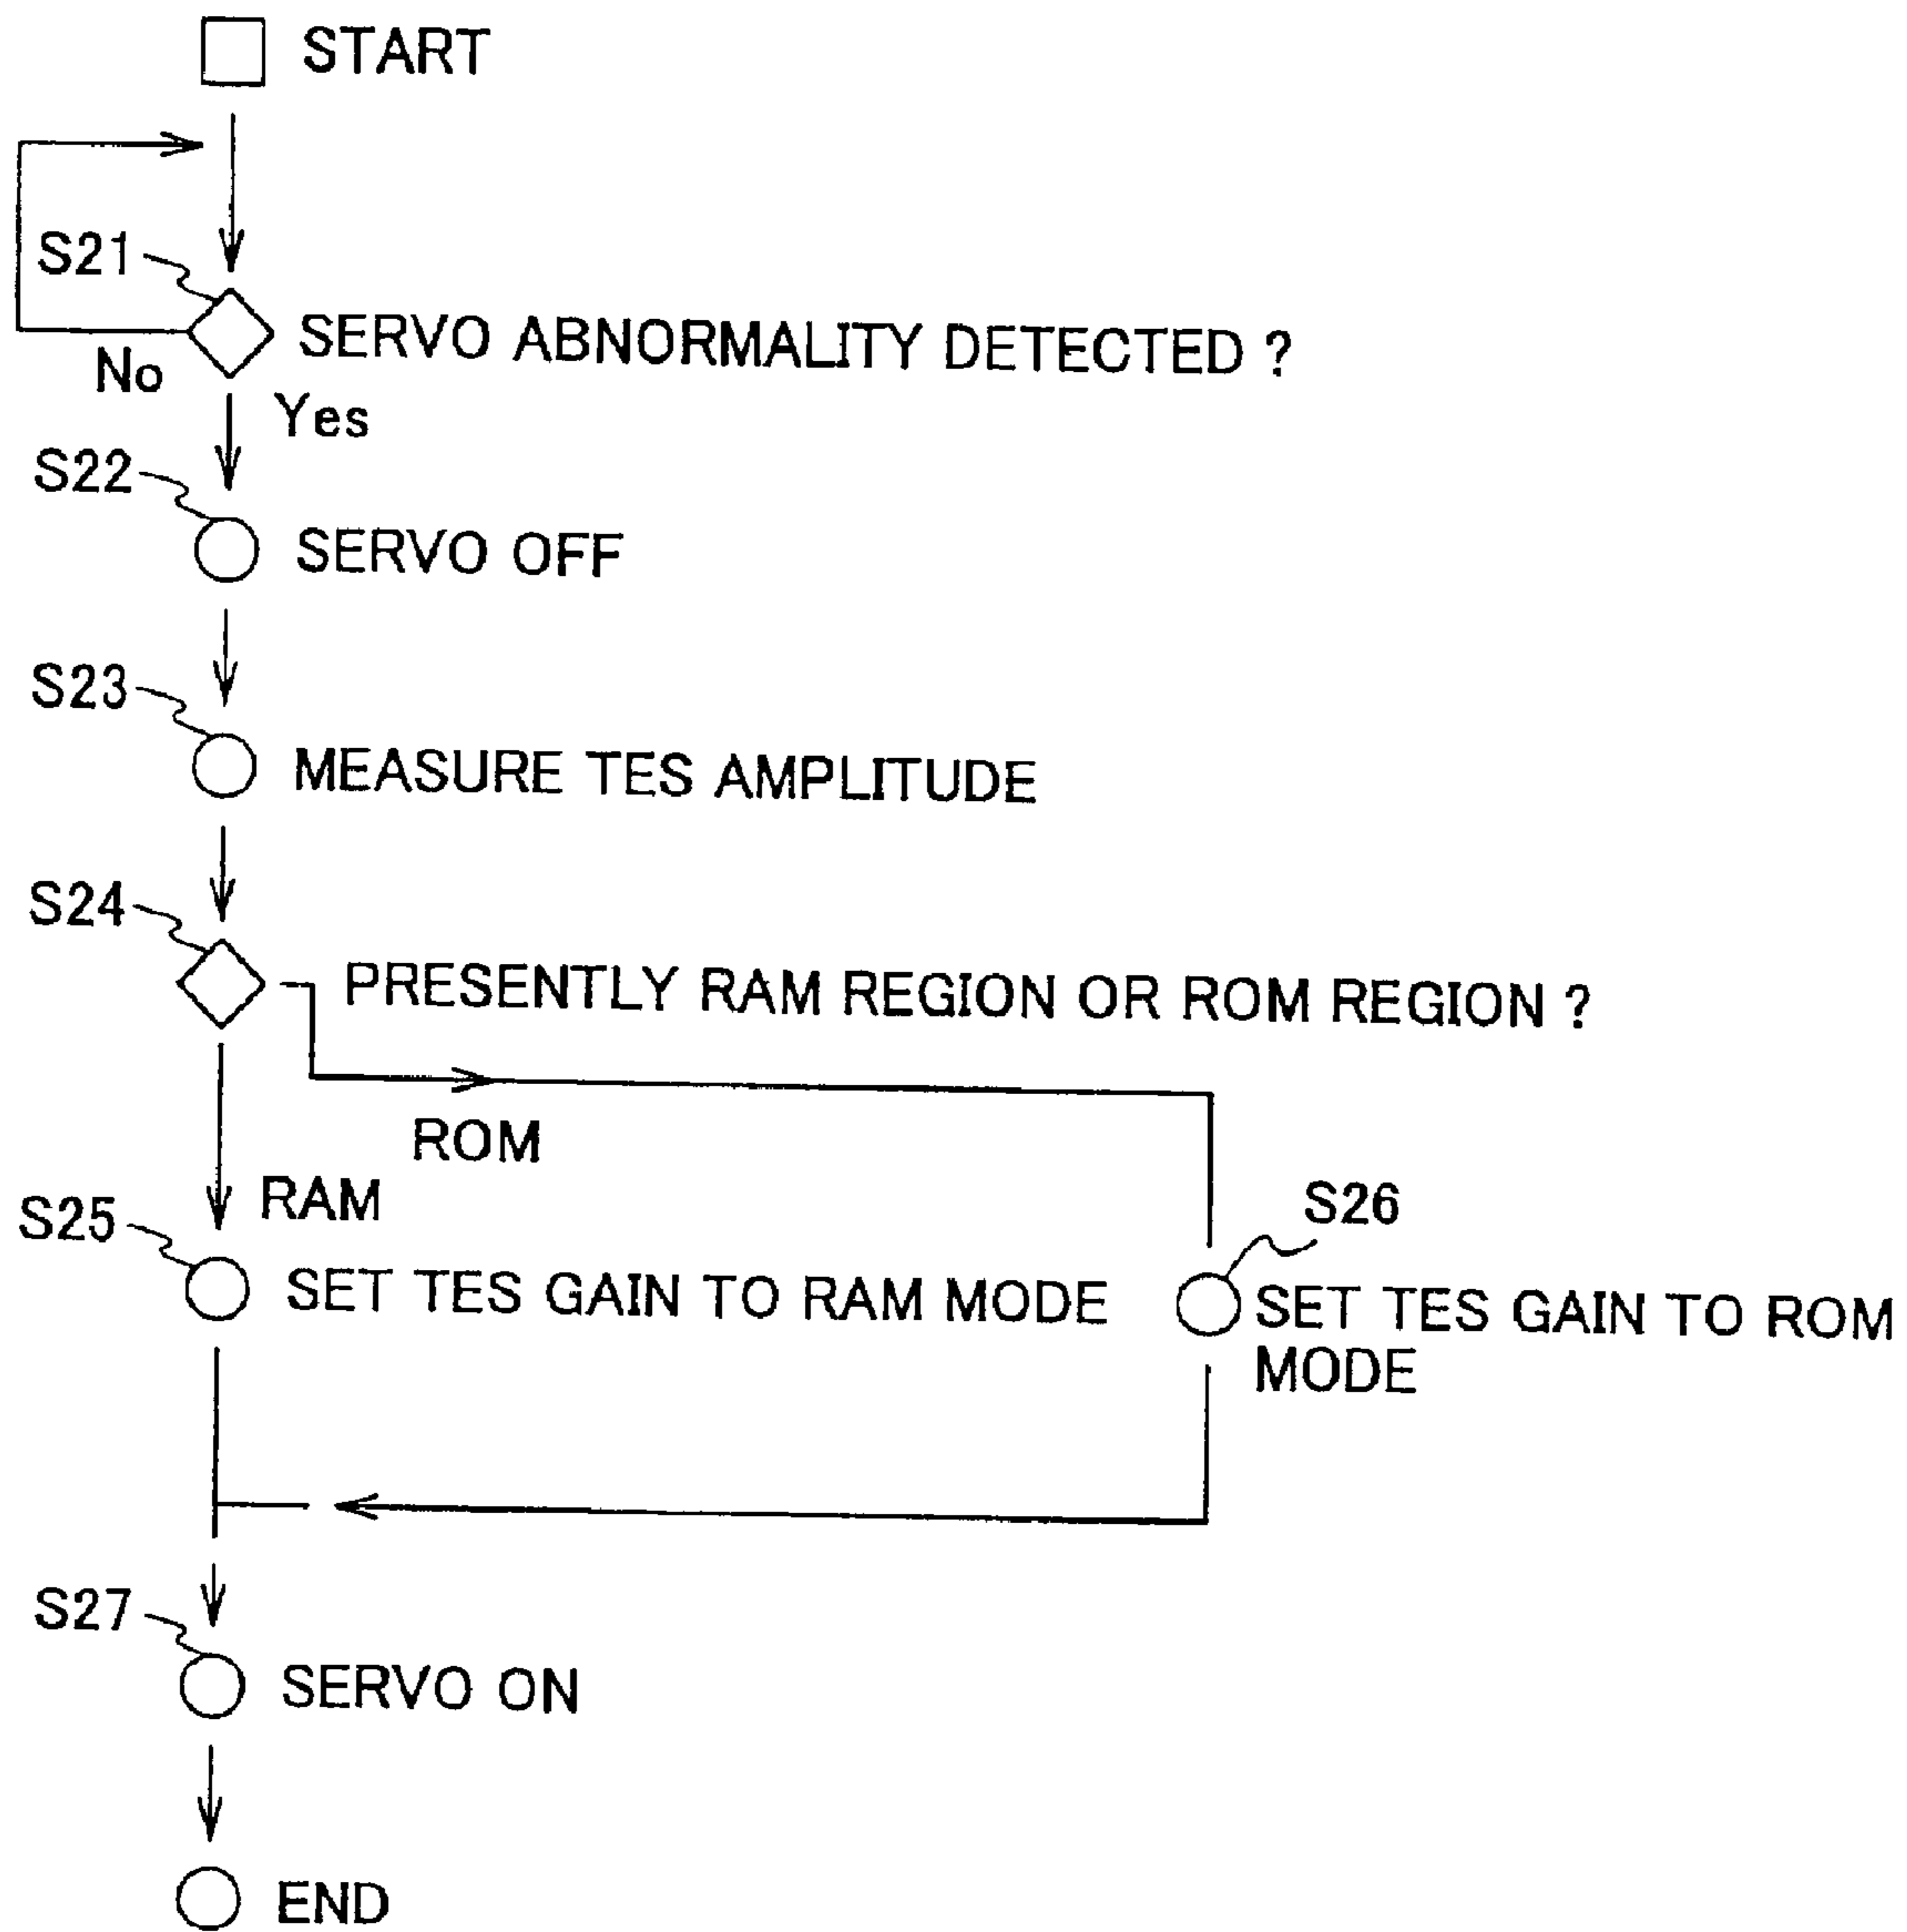 START
S21
SERVO ABNORMALITY DETECTED ?
No
Yes
S22
SERVO OFF
S23
MEASURE TES AMPLITUDE
S24
PRESENTLY RAM REGION OR ROM REGION ?
ROM
RAM
S25
SET TES GAIN TO RAM MODE
S26
SET TES GAIN TO ROM
MODE
S27
SERVO ON
END